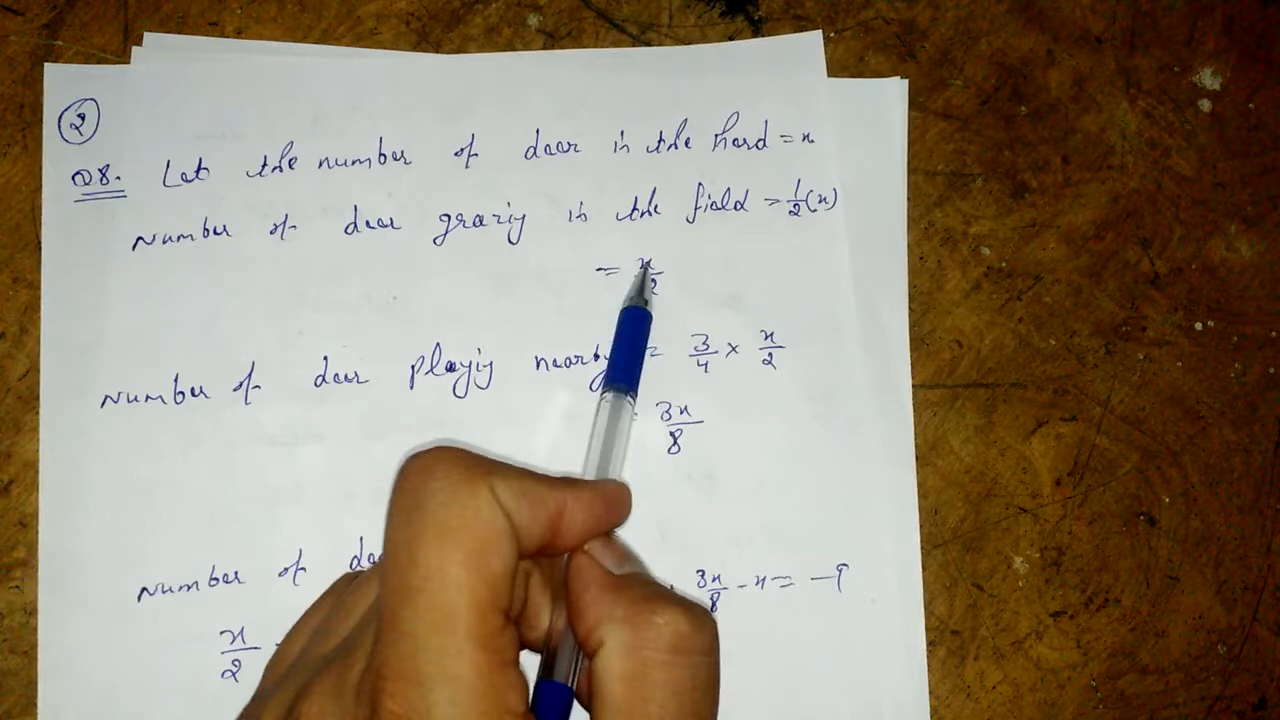 2
Q8. Let the number of deer in the herd = x
Number of deer grazing in the field = 1/2(x)
= x/2
Number of deer playing nearby = 3/4 × x/2
= 3x/8
Number of
3x/8 - x = -9
x/2